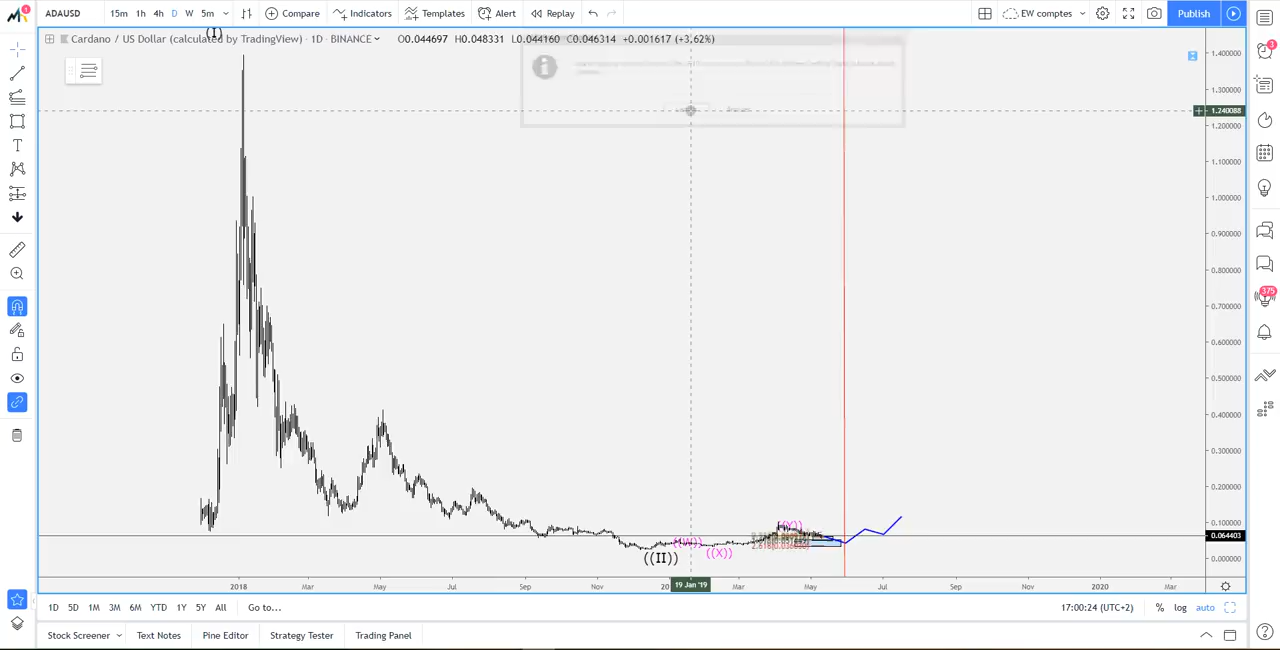 1
ADAUSD
15m 1h 4h D W 5m
Compare
Indicators
Templates
Alert
Replay
EW comptes
Publish
Cardano / US Dollar (calculated by TradingView) · 1D · BINANCE
O0.044697 H0.048331 L0.044160 C0.046314 +0.001617 (+3.62%)
(I)
1.400000
1.300000
1.240088
1.200000
1.100000
1.000000
0.900000
0.800000
0.700000
0.600000
0.500000
0.400000
0.300000
0.200000
0.100000
0.064403
0.000000
((W))
((X))
((Y))
((II))
2018
Mar
May
Jul
Sep
Nov
20
19 Jan '19
Mar
May
Jul
Sep
Nov
2020
Mar
3
375
1D 5D 1M 3M 6M YTD 1Y 5Y All Go to...
17:00:24 (UTC+2) % log auto
Stock Screener Text Notes Pine Editor Strategy Tester Trading Panel